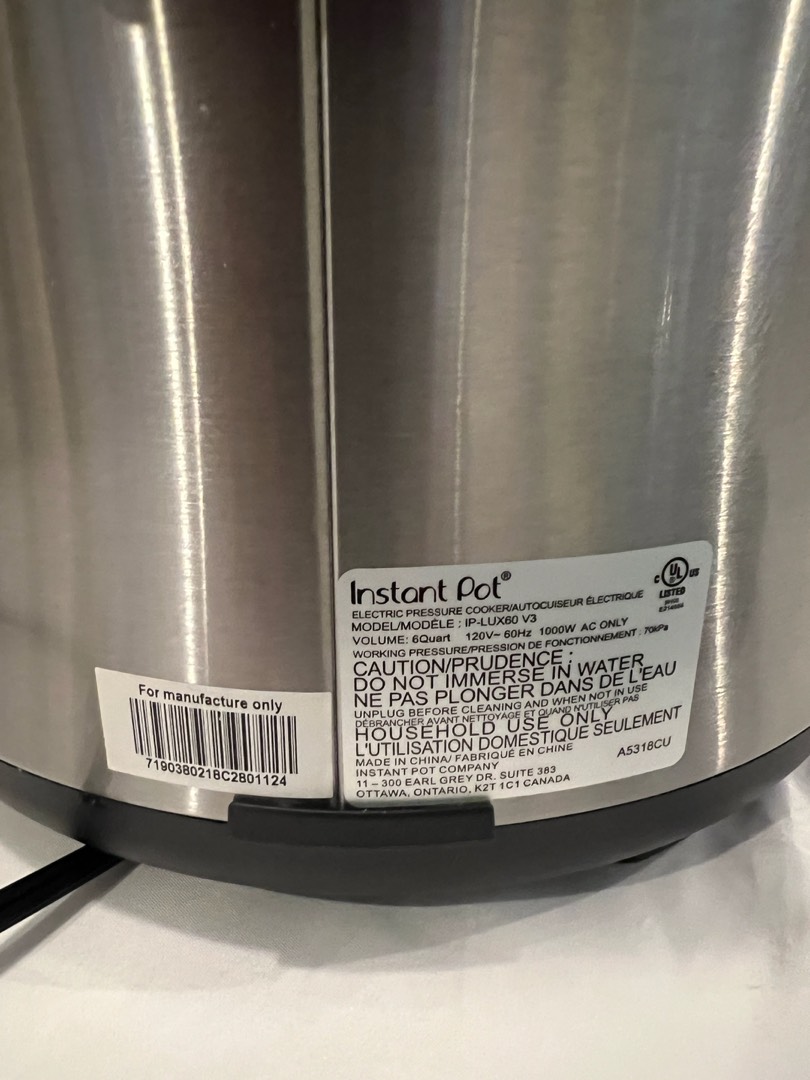 Instant Pot®
C UL US
LISTED
ELECTRIC PRESSURE COOKER/AUTOCUISEUR ÉLECTRIQUE
MODEL/MODÈLE : IP-LUX60 V3
VOLUME: 6Quart 120V~ 60Hz 1000W AC ONLY
WORKING PRESSURE/PRESSION DE FONCTIONNEMENT : 70kPa
CAUTION/PRUDENCE :
DO NOT IMMERSE IN WATER
NE PAS PLONGER DANS DE L'EAU
UNPLUG BEFORE CLEANING AND WHEN NOT IN USE
DÉBRANCHER AVANT NETTOYAGE ET QUAND N'UTILISER PAS
HOUSEHOLD USE ONLY
L'UTILISATION DOMESTIQUE SEULEMENT
MADE IN CHINA/ FABRIQUÉ EN CHINE
A5318CU
INSTANT POT COMPANY
11 – 300 EARL GREY DR. SUITE 383
OTTAWA, ONTARIO, K2T 1C1 CANADA
For manufacture only
7190380218C2801124